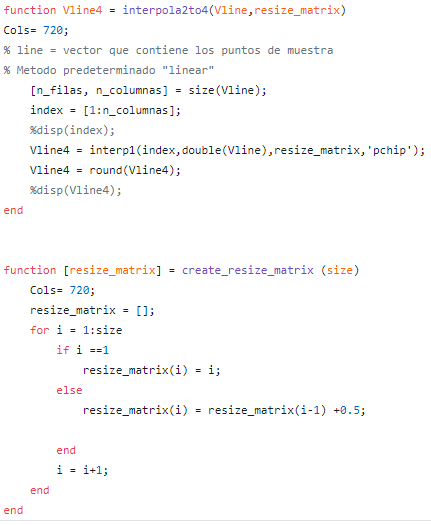 function Vline4 = interpola2to4(Vline,resize_matrix)
Cols= 720;
% line = vector que contiene los puntos de muestra
% Metodo predeterminado "linear"
    [n_filas, n_columnas] = size(Vline);
    index = [1:n_columnas];
    %disp(index);
    Vline4 = interp1(index,double(Vline),resize_matrix,'pchip');
    Vline4 = round(Vline4);
    %disp(Vline4);
end
function [resize_matrix] = create_resize_matrix (size)
    Cols= 720;
    resize_matrix = [];
    for i = 1:size
        if i ==1
            resize_matrix(i) = i;
        else
            resize_matrix(i) = resize_matrix(i-1) +0.5;
        end
        i = i+1;
    end
end